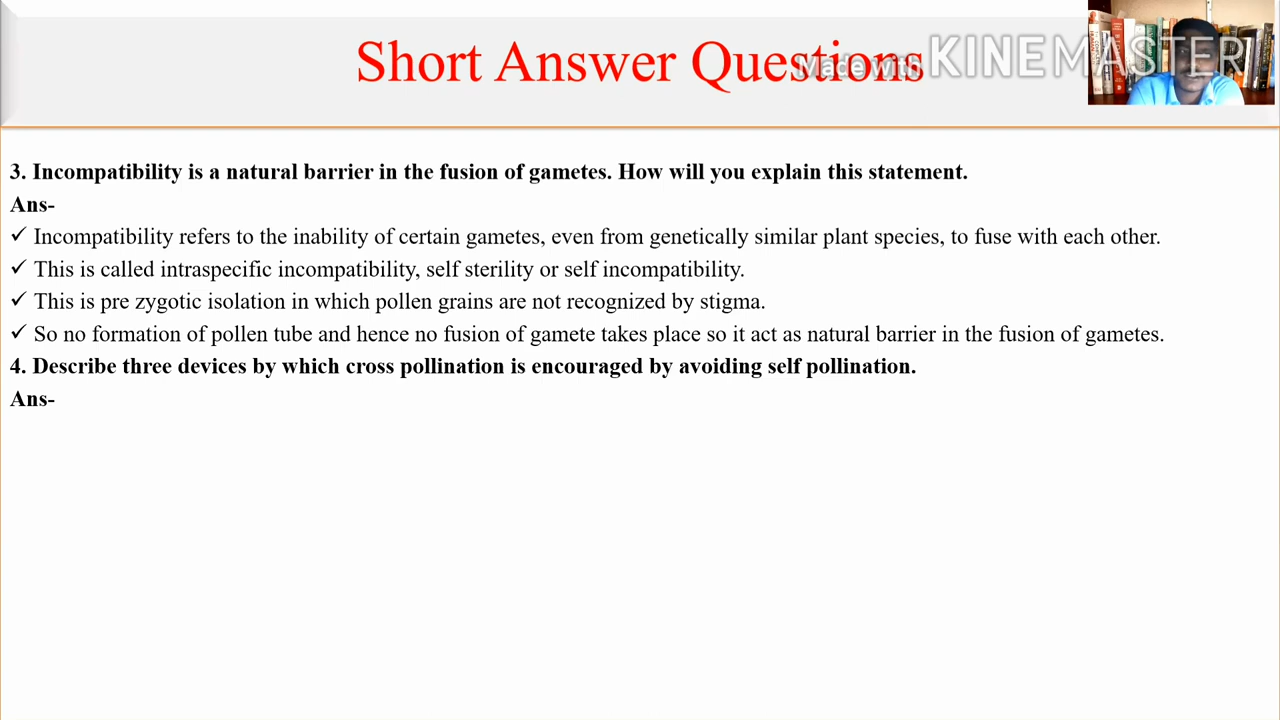 Short Answer Questions
Made with KINEMASTER
3. Incompatibility is a natural barrier in the fusion of gametes. How will you explain this statement.
Ans-
✓ Incompatibility refers to the inability of certain gametes, even from genetically similar plant species, to fuse with each other.
✓ This is called intraspecific incompatibility, self sterility or self incompatibility.
✓ This is pre zygotic isolation in which pollen grains are not recognized by stigma.
✓ So no formation of pollen tube and hence no fusion of gamete takes place so it act as natural barrier in the fusion of gametes.
4. Describe three devices by which cross pollination is encouraged by avoiding self pollination.
Ans-